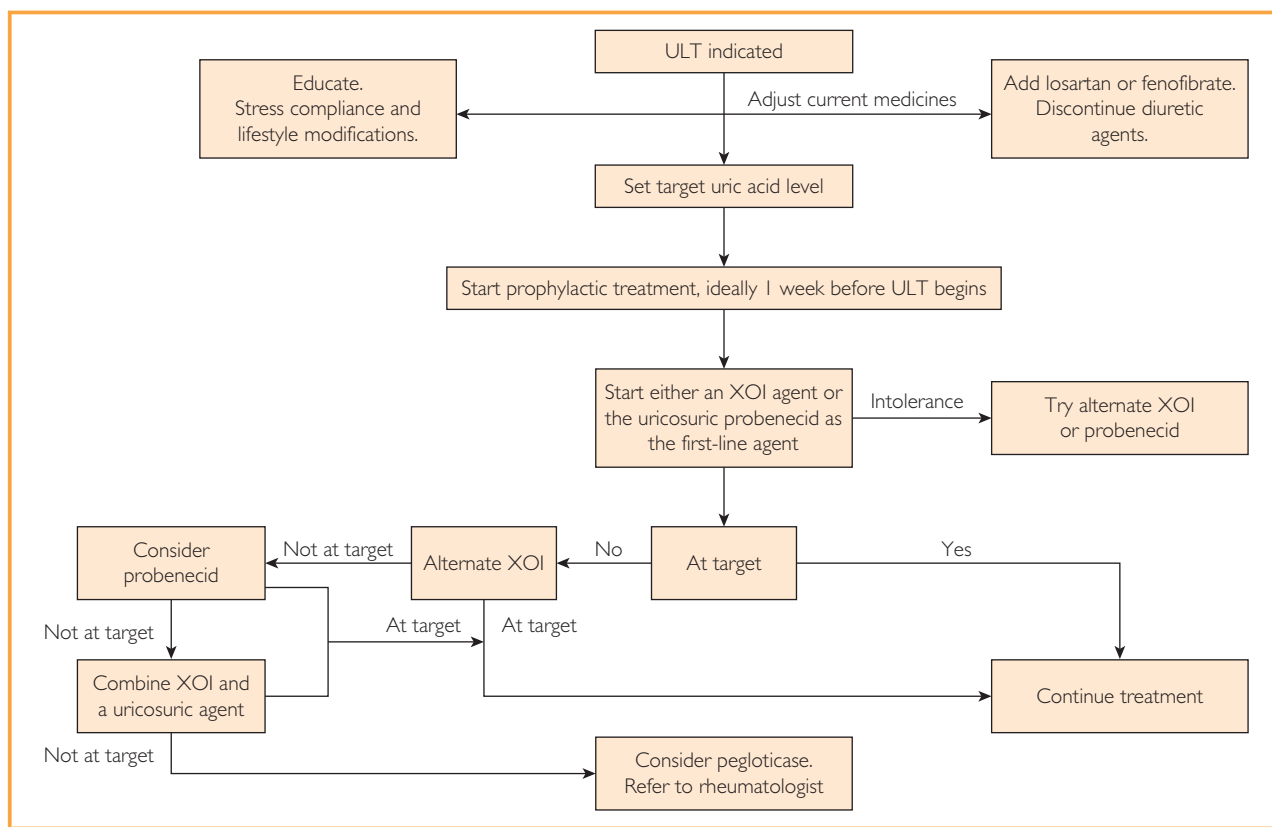 ULT indicated
Educate.
Stress compliance and
lifestyle modifications.
Adjust current medicines
Add losartan or fenofibrate.
Discontinue diuretic
agents.
Set target uric acid level
Start prophylactic treatment, ideally 1 week before ULT begins
Start either an XOI agent or
the uricosuric probenecid as
the first-line agent
Intolerance
Try alternate XOI
or probenecid
At target
Yes
No
Alternate XOI
Not at target
Consider
probenecid
Not at target
At target
At target
Combine XOI and
a uricosuric agent
Continue treatment
Not at target
Consider pegloticase.
Refer to rheumatologist